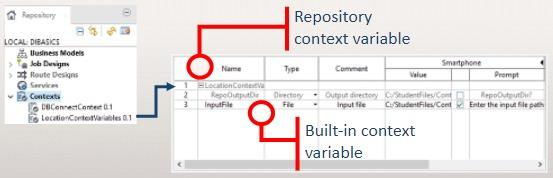 Repository
LOCAL: DIBASICS
Business Models
Job Designs
Route Designs
Services
Contexts
DBConnectContext 0.1
LocationContextVariables 0.1
Repository
context variable
Name Type Comment Smartphone
Value Prompt
1 LocationContextVa
2 RepoOutputDir Directory Output directory C:/StudentFiles/Cont RepoOutputDir?
3 InputFile File Input file C:/StudentFiles/Cont Enter the input file path
Built-in context
variable